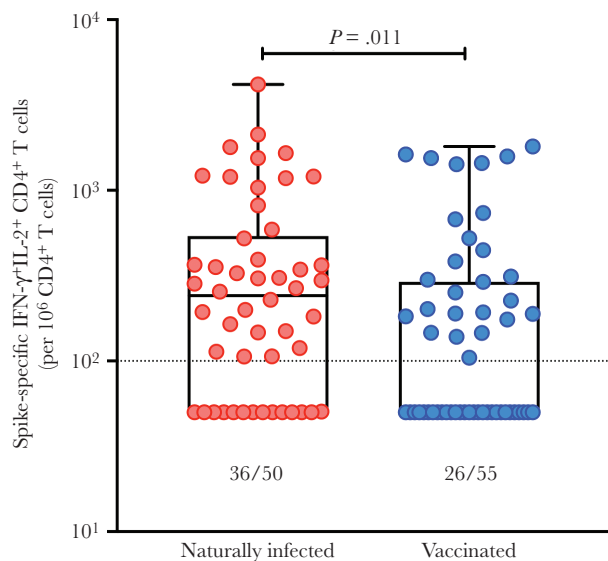 Spike-specific IFN-γ⁺IL-2⁺ CD4⁺ T cells
(per 10⁶ CD4⁺ T cells)
10⁴
10³
10²
10¹
P = .011
36/50
26/55
Naturally infected
Vaccinated